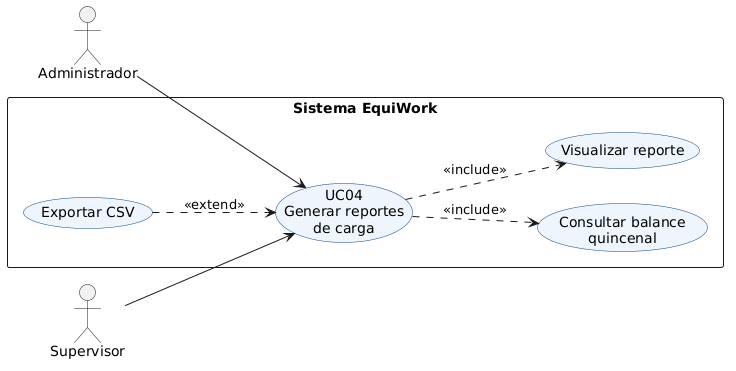 Administrador
Sistema EquiWork
Visualizar reporte
«include»
UC04
Generar reportes
de carga
«extend»
Exportar CSV
«include»
Consultar balance
quincenal
Supervisor